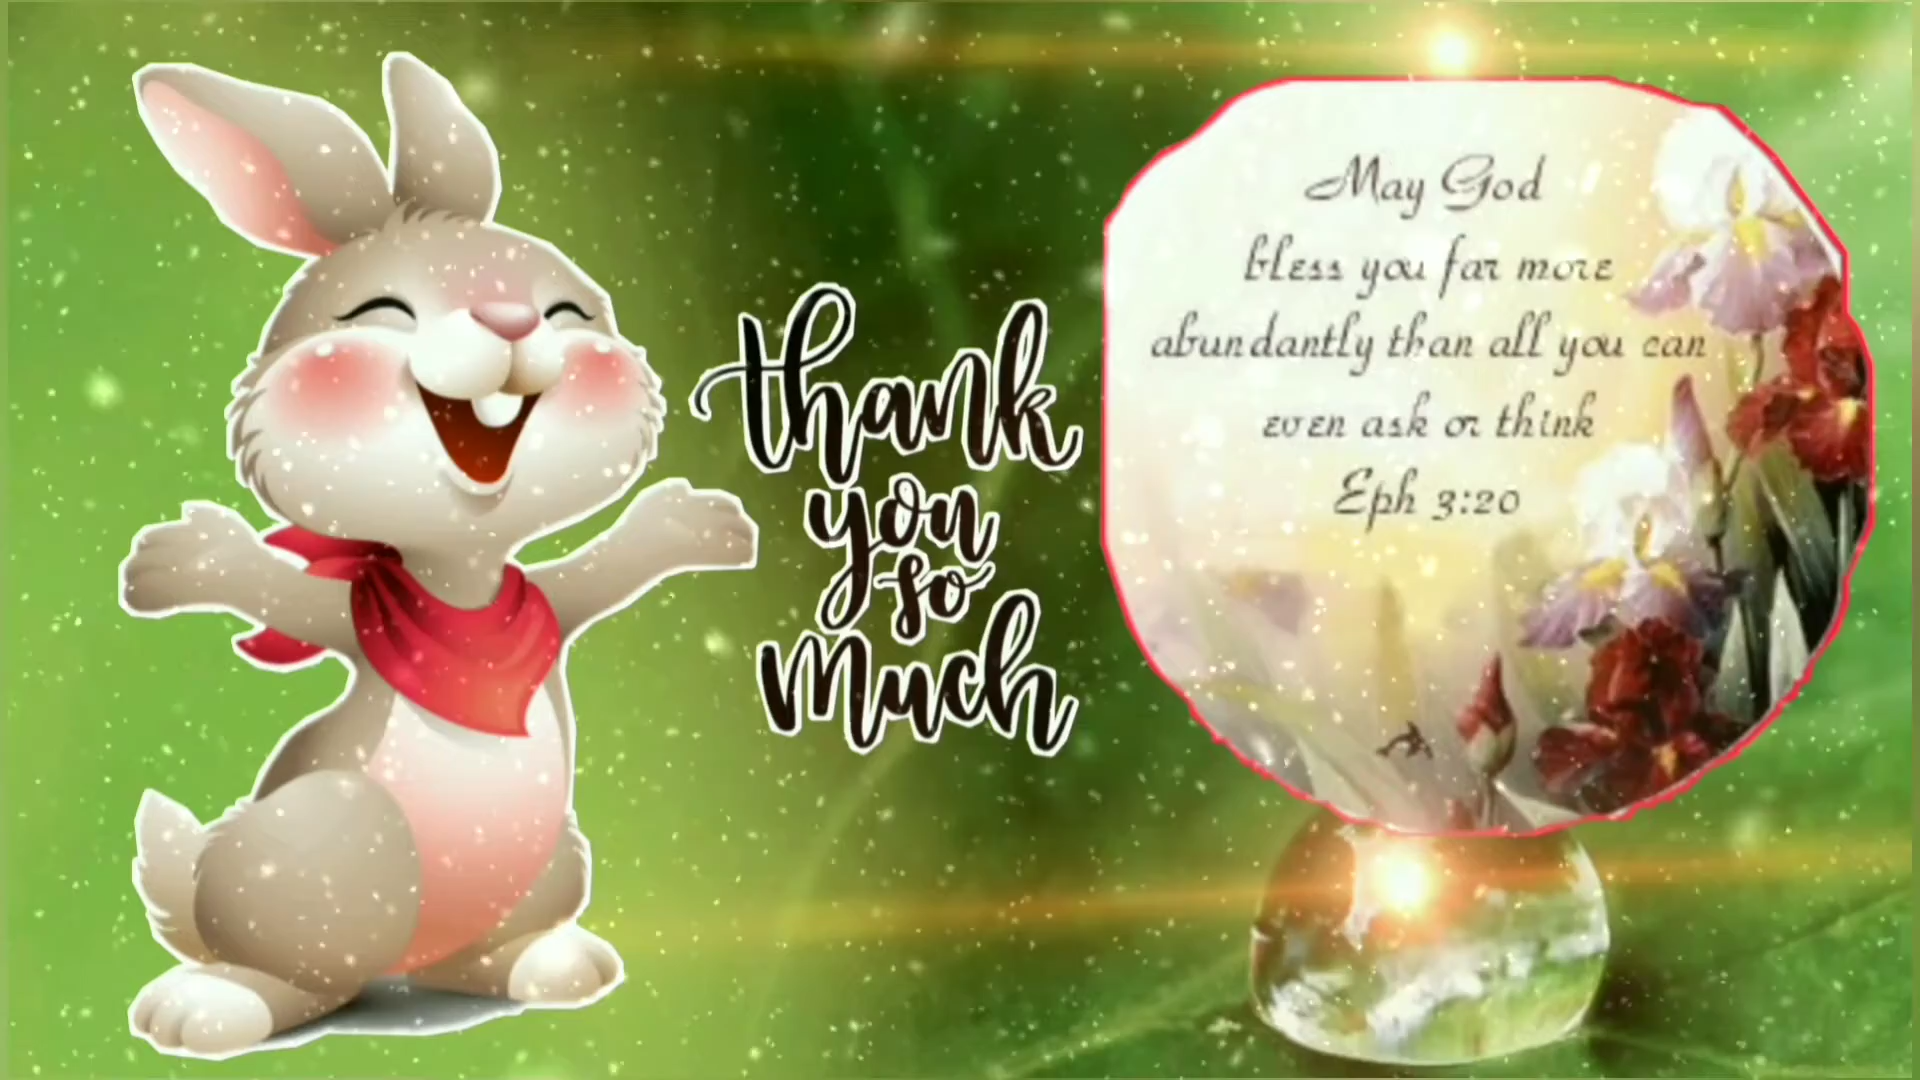 thank
you
so
much
May God
bless you far more
abundantly than all you can
even ask or think
Eph 3:20